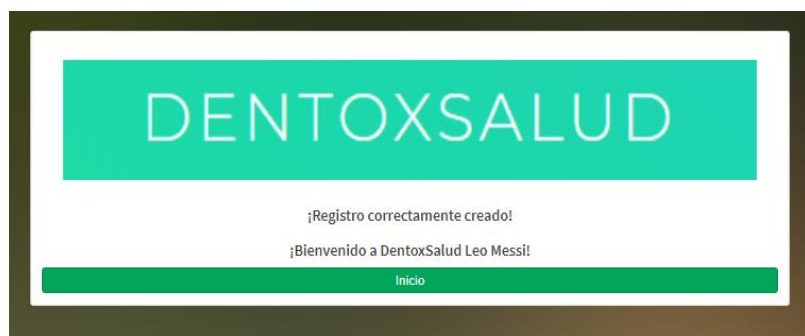 DENTOXSALUD
¡Registro correctamente creado!
¡Bienvenido a DentoxSalud Leo Messi!
Inicio